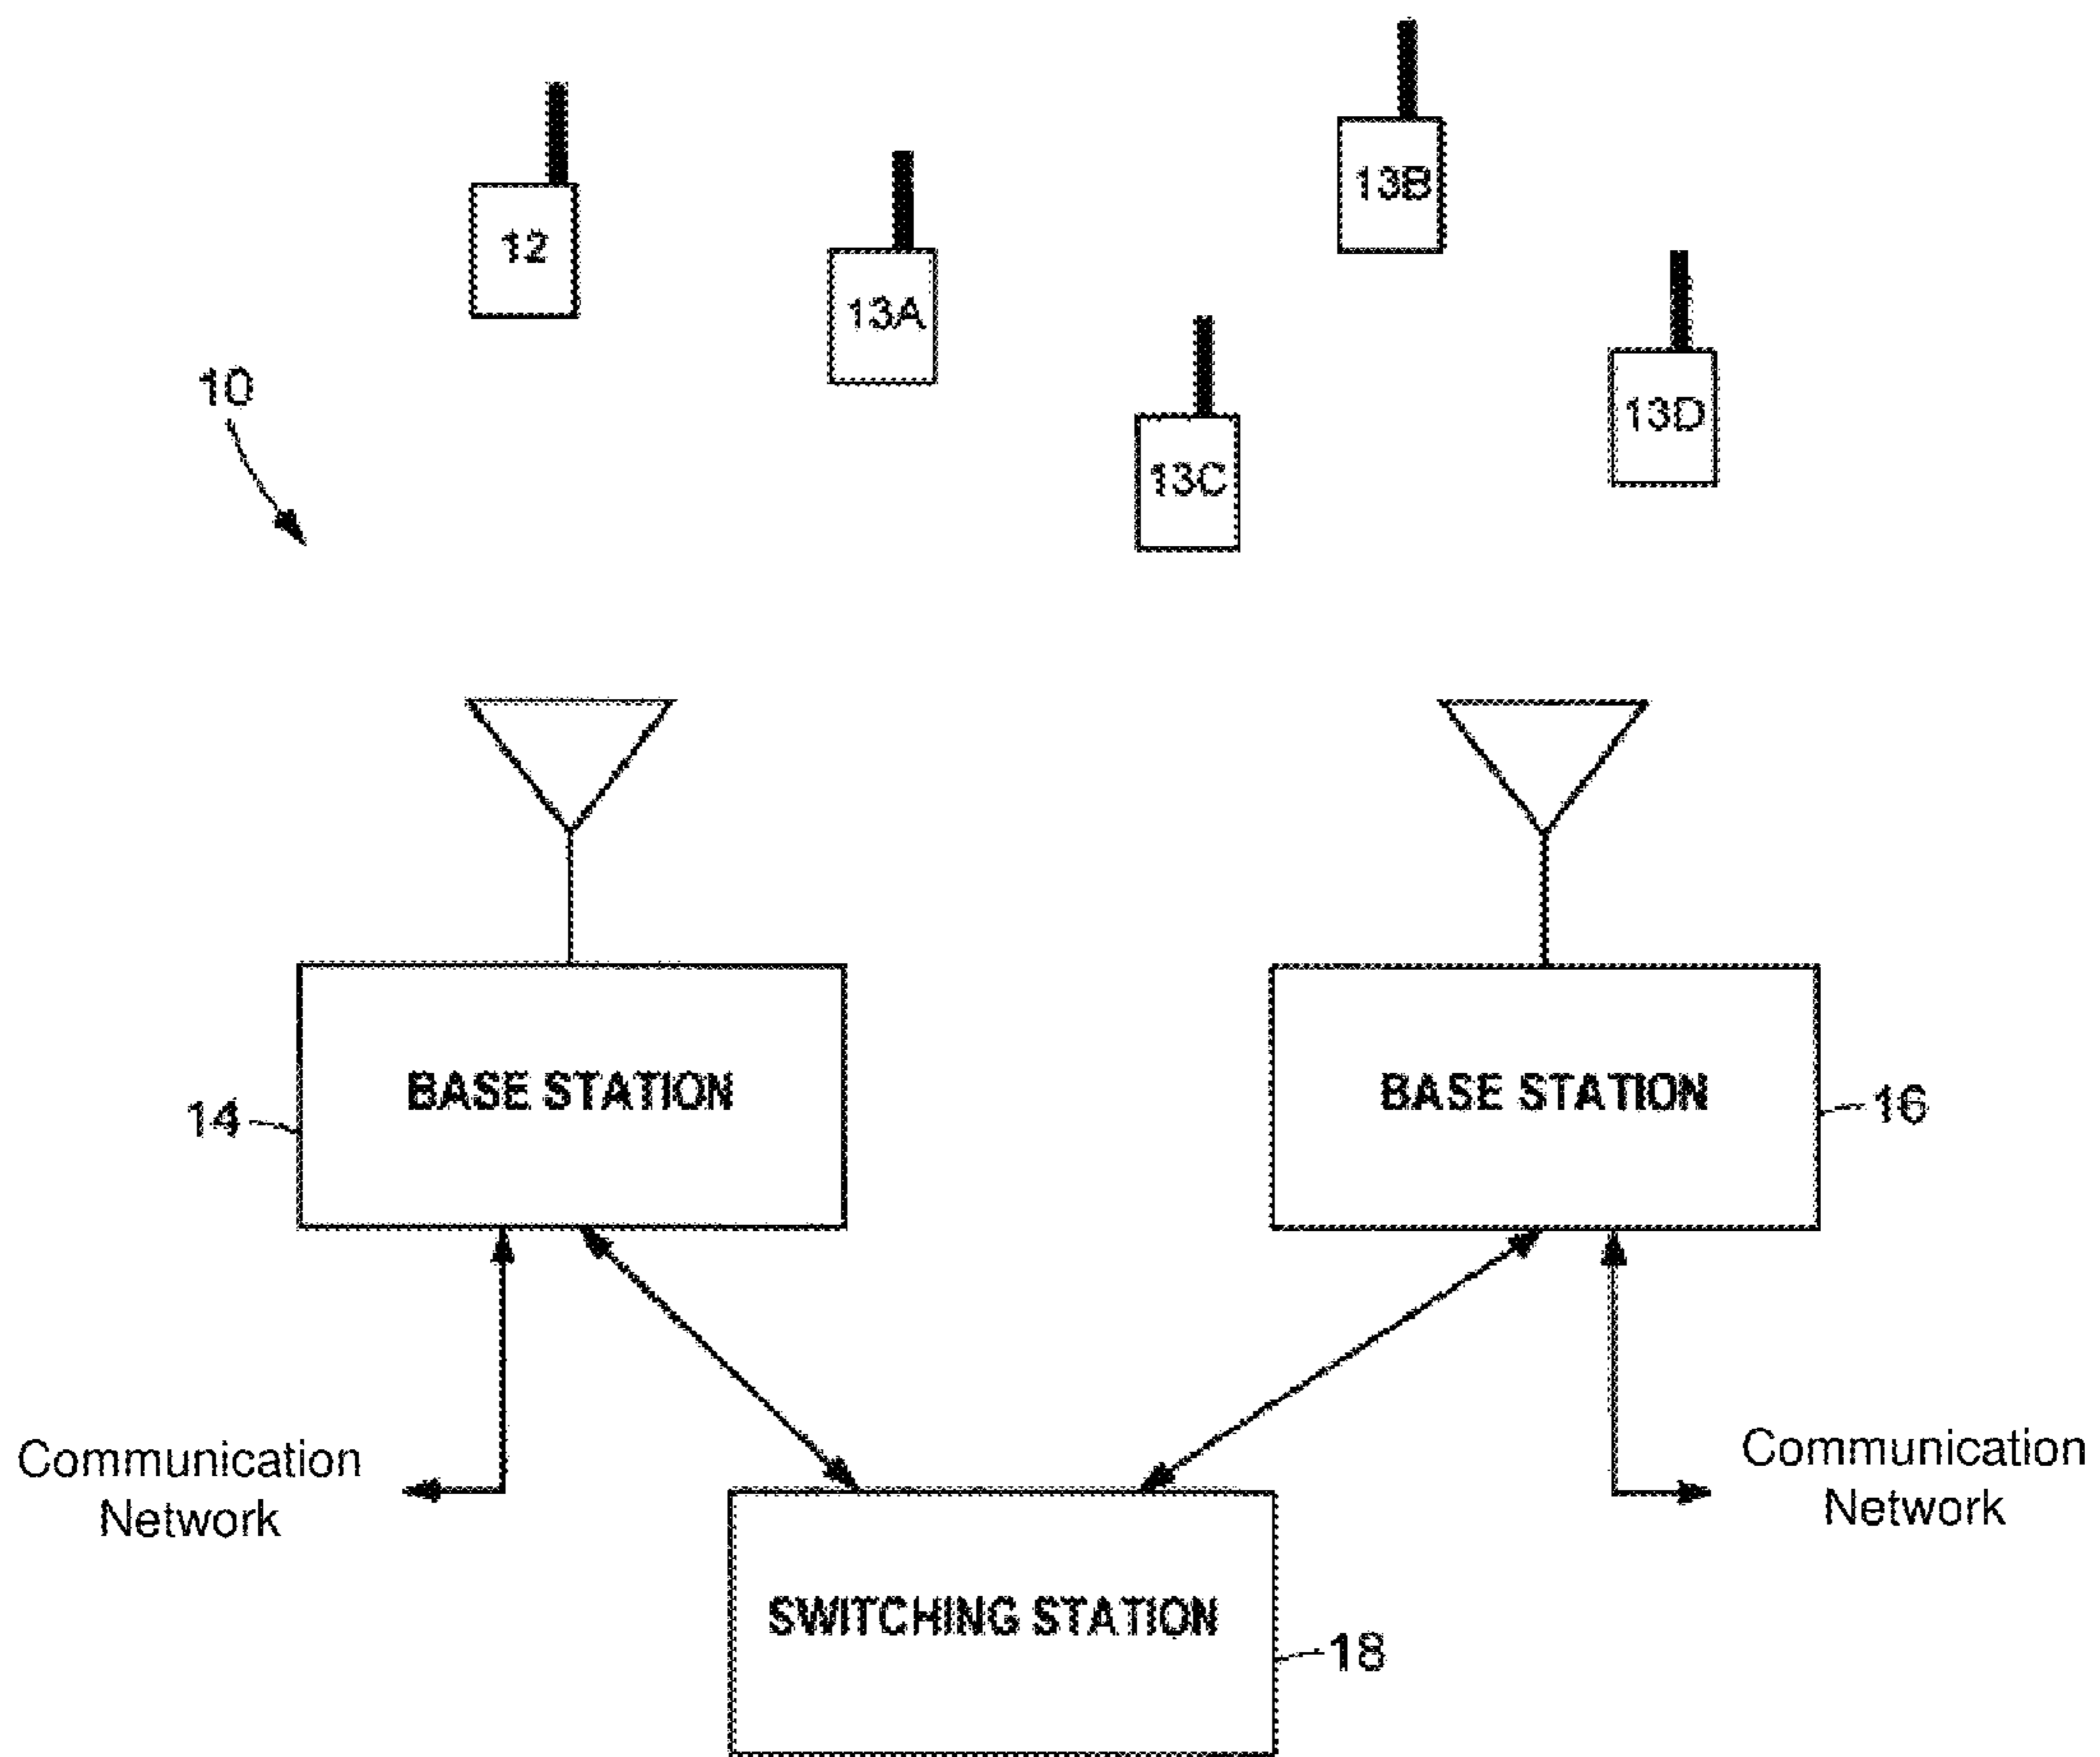 13B
12
13A
10
13D
13C
BASE STATION
BASE STATION
14
16
Communication
Network
Communication
Network
SWITCHING STATION
18